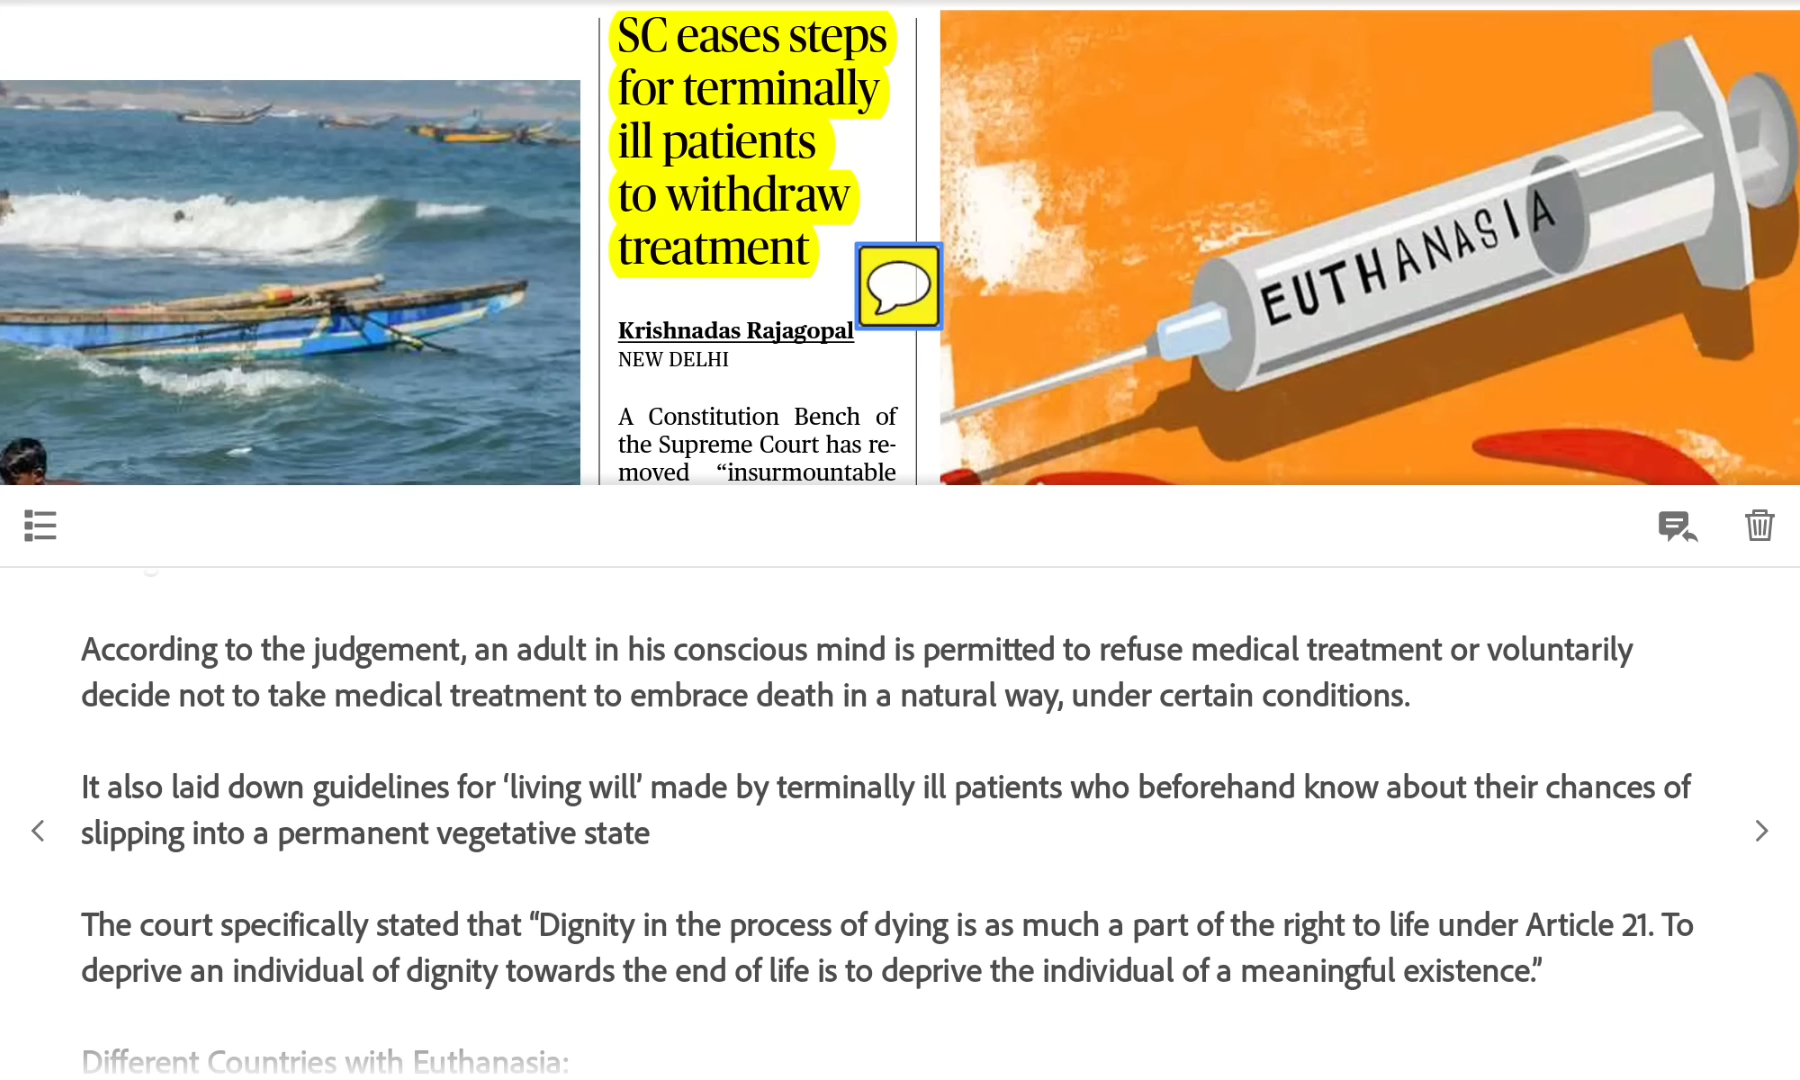 SC eases steps
for terminally
ill patients
to withdraw
treatment
Krishnadas Rajagopal
NEW DELHI
A Constitution Bench of
the Supreme Court has re-
moved “insurmountable
EUTHANASIA
According to the judgement, an adult in his conscious mind is permitted to refuse medical treatment or voluntarily
decide not to take medical treatment to embrace death in a natural way, under certain conditions.
It also laid down guidelines for ‘living will’ made by terminally ill patients who beforehand know about their chances of
slipping into a permanent vegetative state
The court specifically stated that “Dignity in the process of dying is as much a part of the right to life under Article 21. To
deprive an individual of dignity towards the end of life is to deprive the individual of a meaningful existence.”
Different Countries with Euthanasia: